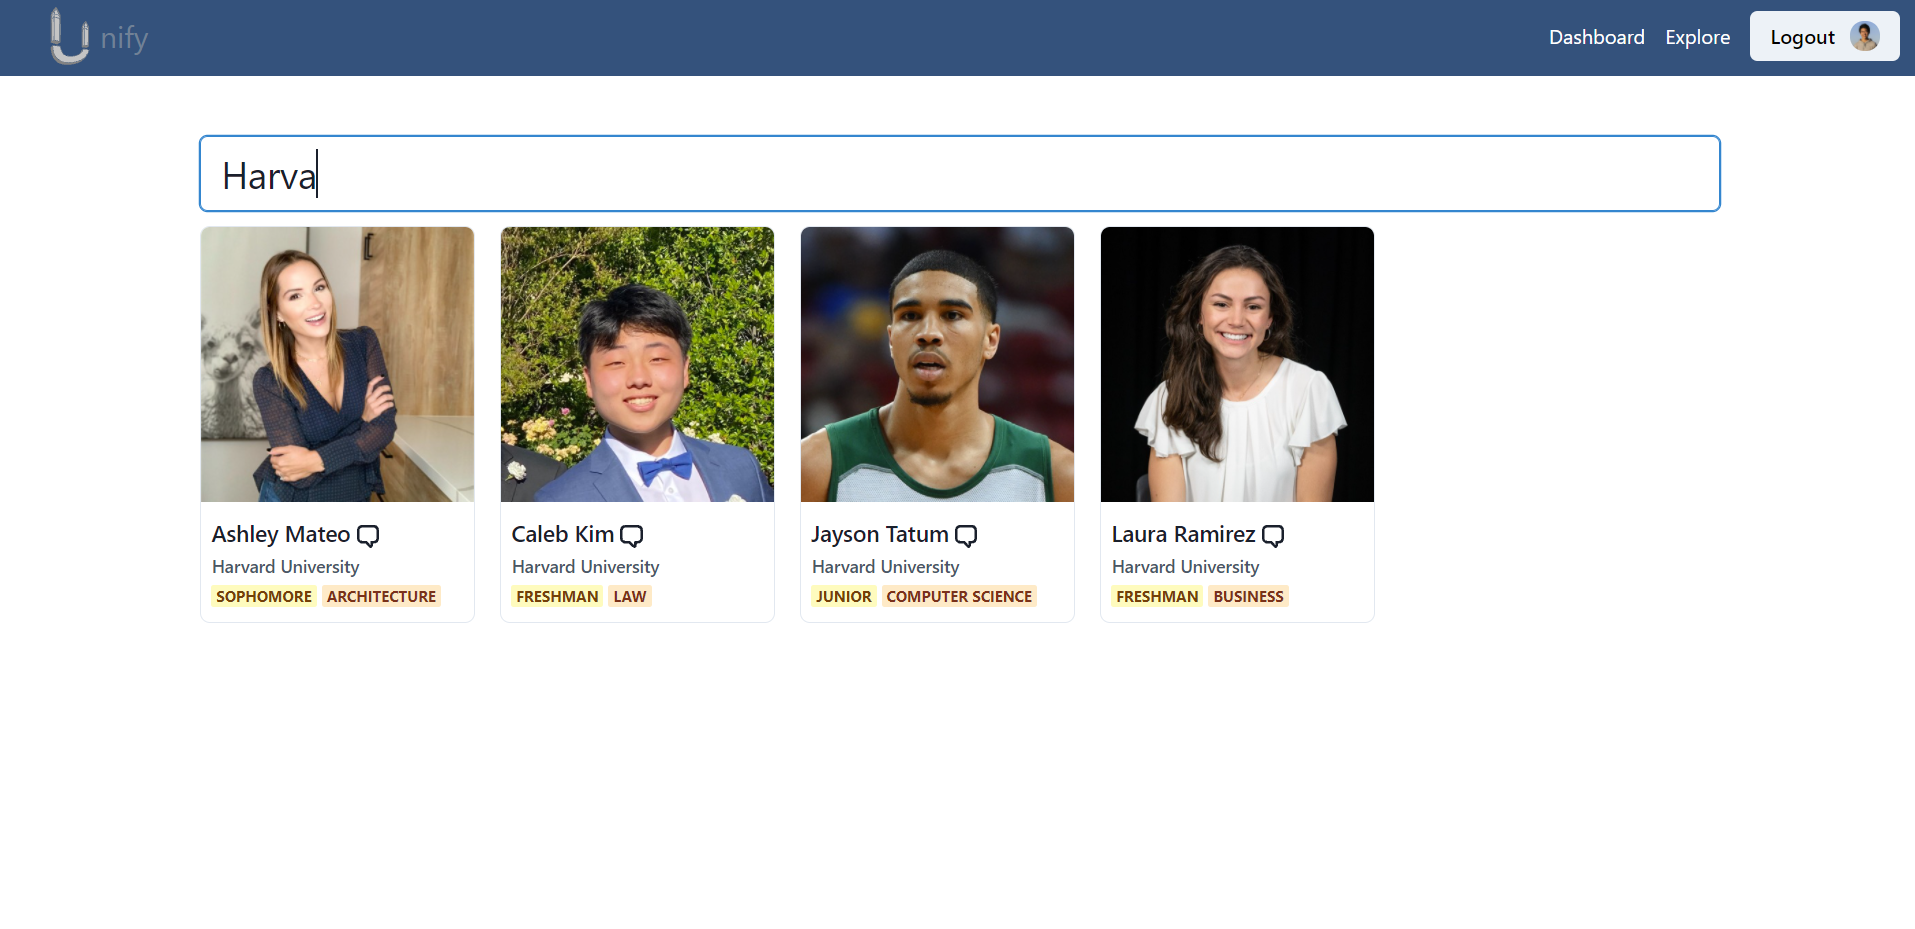 Unify
Dashboard Explore Logout
Harva
Ashley Mateo
Harvard University
SOPHOMORE ARCHITECTURE
Caleb Kim
Harvard University
FRESHMAN LAW
Jayson Tatum
Harvard University
JUNIOR COMPUTER SCIENCE
Laura Ramirez
Harvard University
FRESHMAN BUSINESS